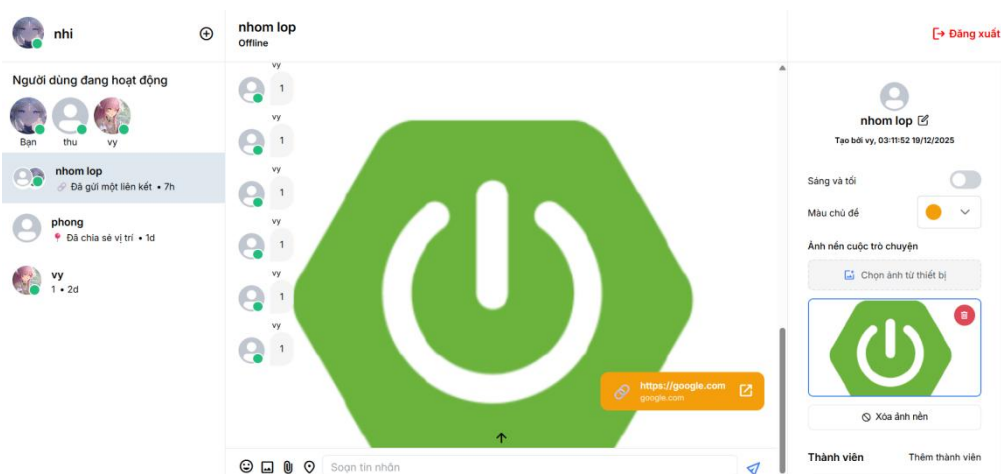 nhi
Người dùng đang hoạt động
Bạn
thu
vy
nhom lop
Đã gửi một liên kết • 7h
phong
Đã chia sẻ vị trí • 1d
vy
1 • 2d
nhom lop
Offline
vy
1
vy
1
vy
1
vy
1
vy
1
vy
1
https://google.com
google.com
Soạn tin nhắn
Đăng xuất
nhom lop
Tạo bởi vy, 03:11:52 19/12/2025
Sáng và tối
Màu chủ đề
Ảnh nền cuộc trò chuyện
Chọn ảnh từ thiết bị
Xóa ảnh nền
Thành viên
Thêm thành viên